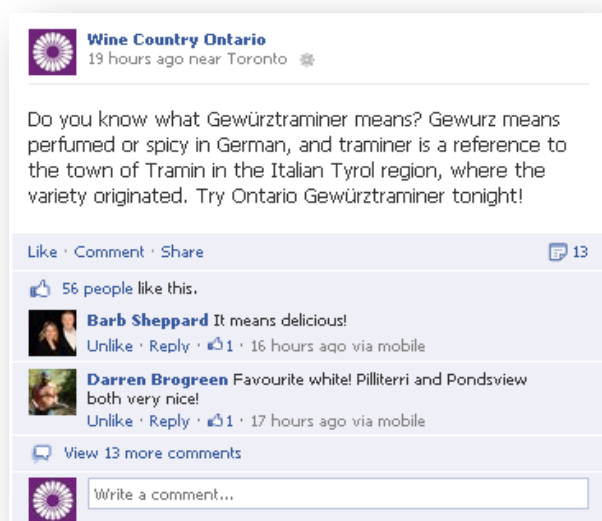 Wine Country Ontario
19 hours ago near Toronto
Do you know what Gewürztraminer means? Gewurz means
perfumed or spicy in German, and traminer is a reference to
the town of Tramin in the Italian Tyrol region, where the
variety originated. Try Ontario Gewürztraminer tonight!
Like · Comment · Share 13
56 people like this.
Barb Sheppard It means delicious!
Unlike · Reply · 1 · 16 hours ago via mobile
Darren Brogreen Favourite white! Pilliterri and Pondsview
both very nice!
Unlike · Reply · 1 · 17 hours ago via mobile
View 13 more comments
Write a comment...